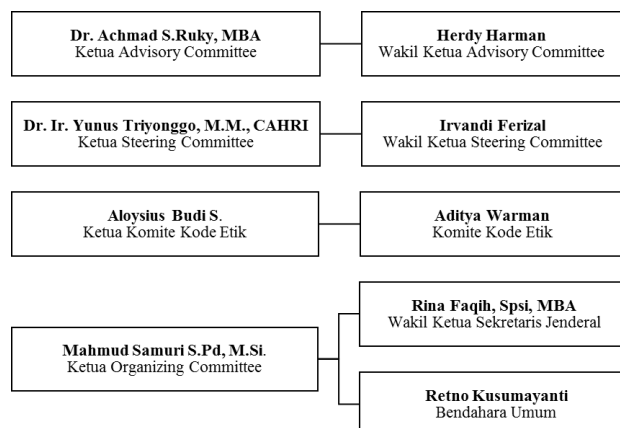 Dr. Achmad S.Ruky, MBA
Ketua Advisory Committee
Herdy Harman
Wakil Ketua Advisory Committee
Dr. Ir. Yunus Triyonggo, M.M., CAHRI
Ketua Steering Committee
Irvandi Ferizal
Wakil Ketua Steering Committee
Aloysius Budi S.
Ketua Komite Kode Etik
Aditya Warman
Komite Kode Etik
Mahmud Samuri S.Pd, M.Si.
Ketua Organizing Committee
Rina Faqih, Spsi, MBA
Wakil Ketua Sekretaris Jenderal
Retno Kusumayanti
Bendahara Umum